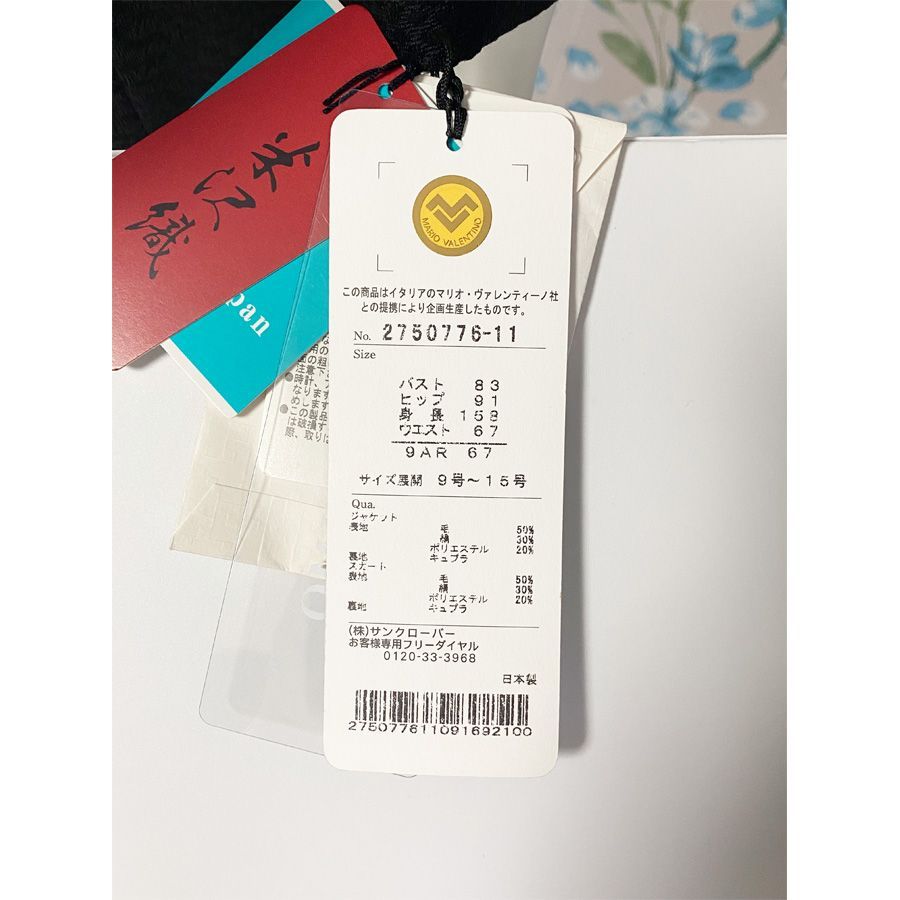 米沢織
pan
MARIO VALENTINO
この商品はイタリアのマリオ・ヴァレンティーノ社
との提携により企画生産したものです。
No. 2750776-11
Size
バスト 83
ヒップ 91
身長 158
ウエスト 67
9AR 67
サイズ展開 9号〜15号
Qua.
ジャケット
表地 毛 50%
絹 30%
ポリエステル 20%
裏地 キュプラ
スカート
表地 毛 50%
絹 30%
ポリエステル 20%
裏地 キュプラ
(株)サンクローバー
お客様専用フリーダイヤル
0120-33-3968
日本製
275077611091692100